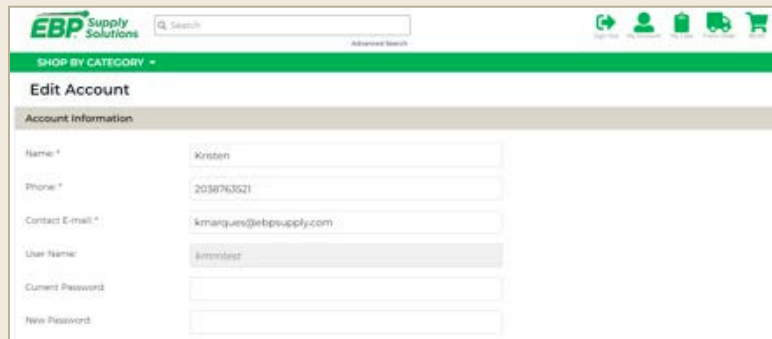 EBP Supply Solutions
Search
Advanced Search
SHOP BY CATEGORY
Edit Account
Account Information
Name: * Kristen
Phone: * 2038763521
Contact E-mail: * kmarques@ebpsupply.com
User Name:
Current Password:
New Password: